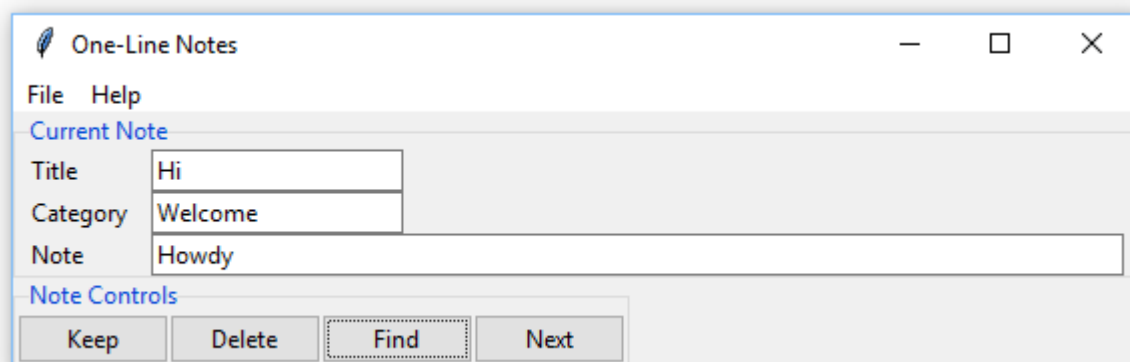 One-Line Notes
File Help
Current Note
Title Hi
Category Welcome
Note Howdy
Note Controls
Keep Delete Find Next